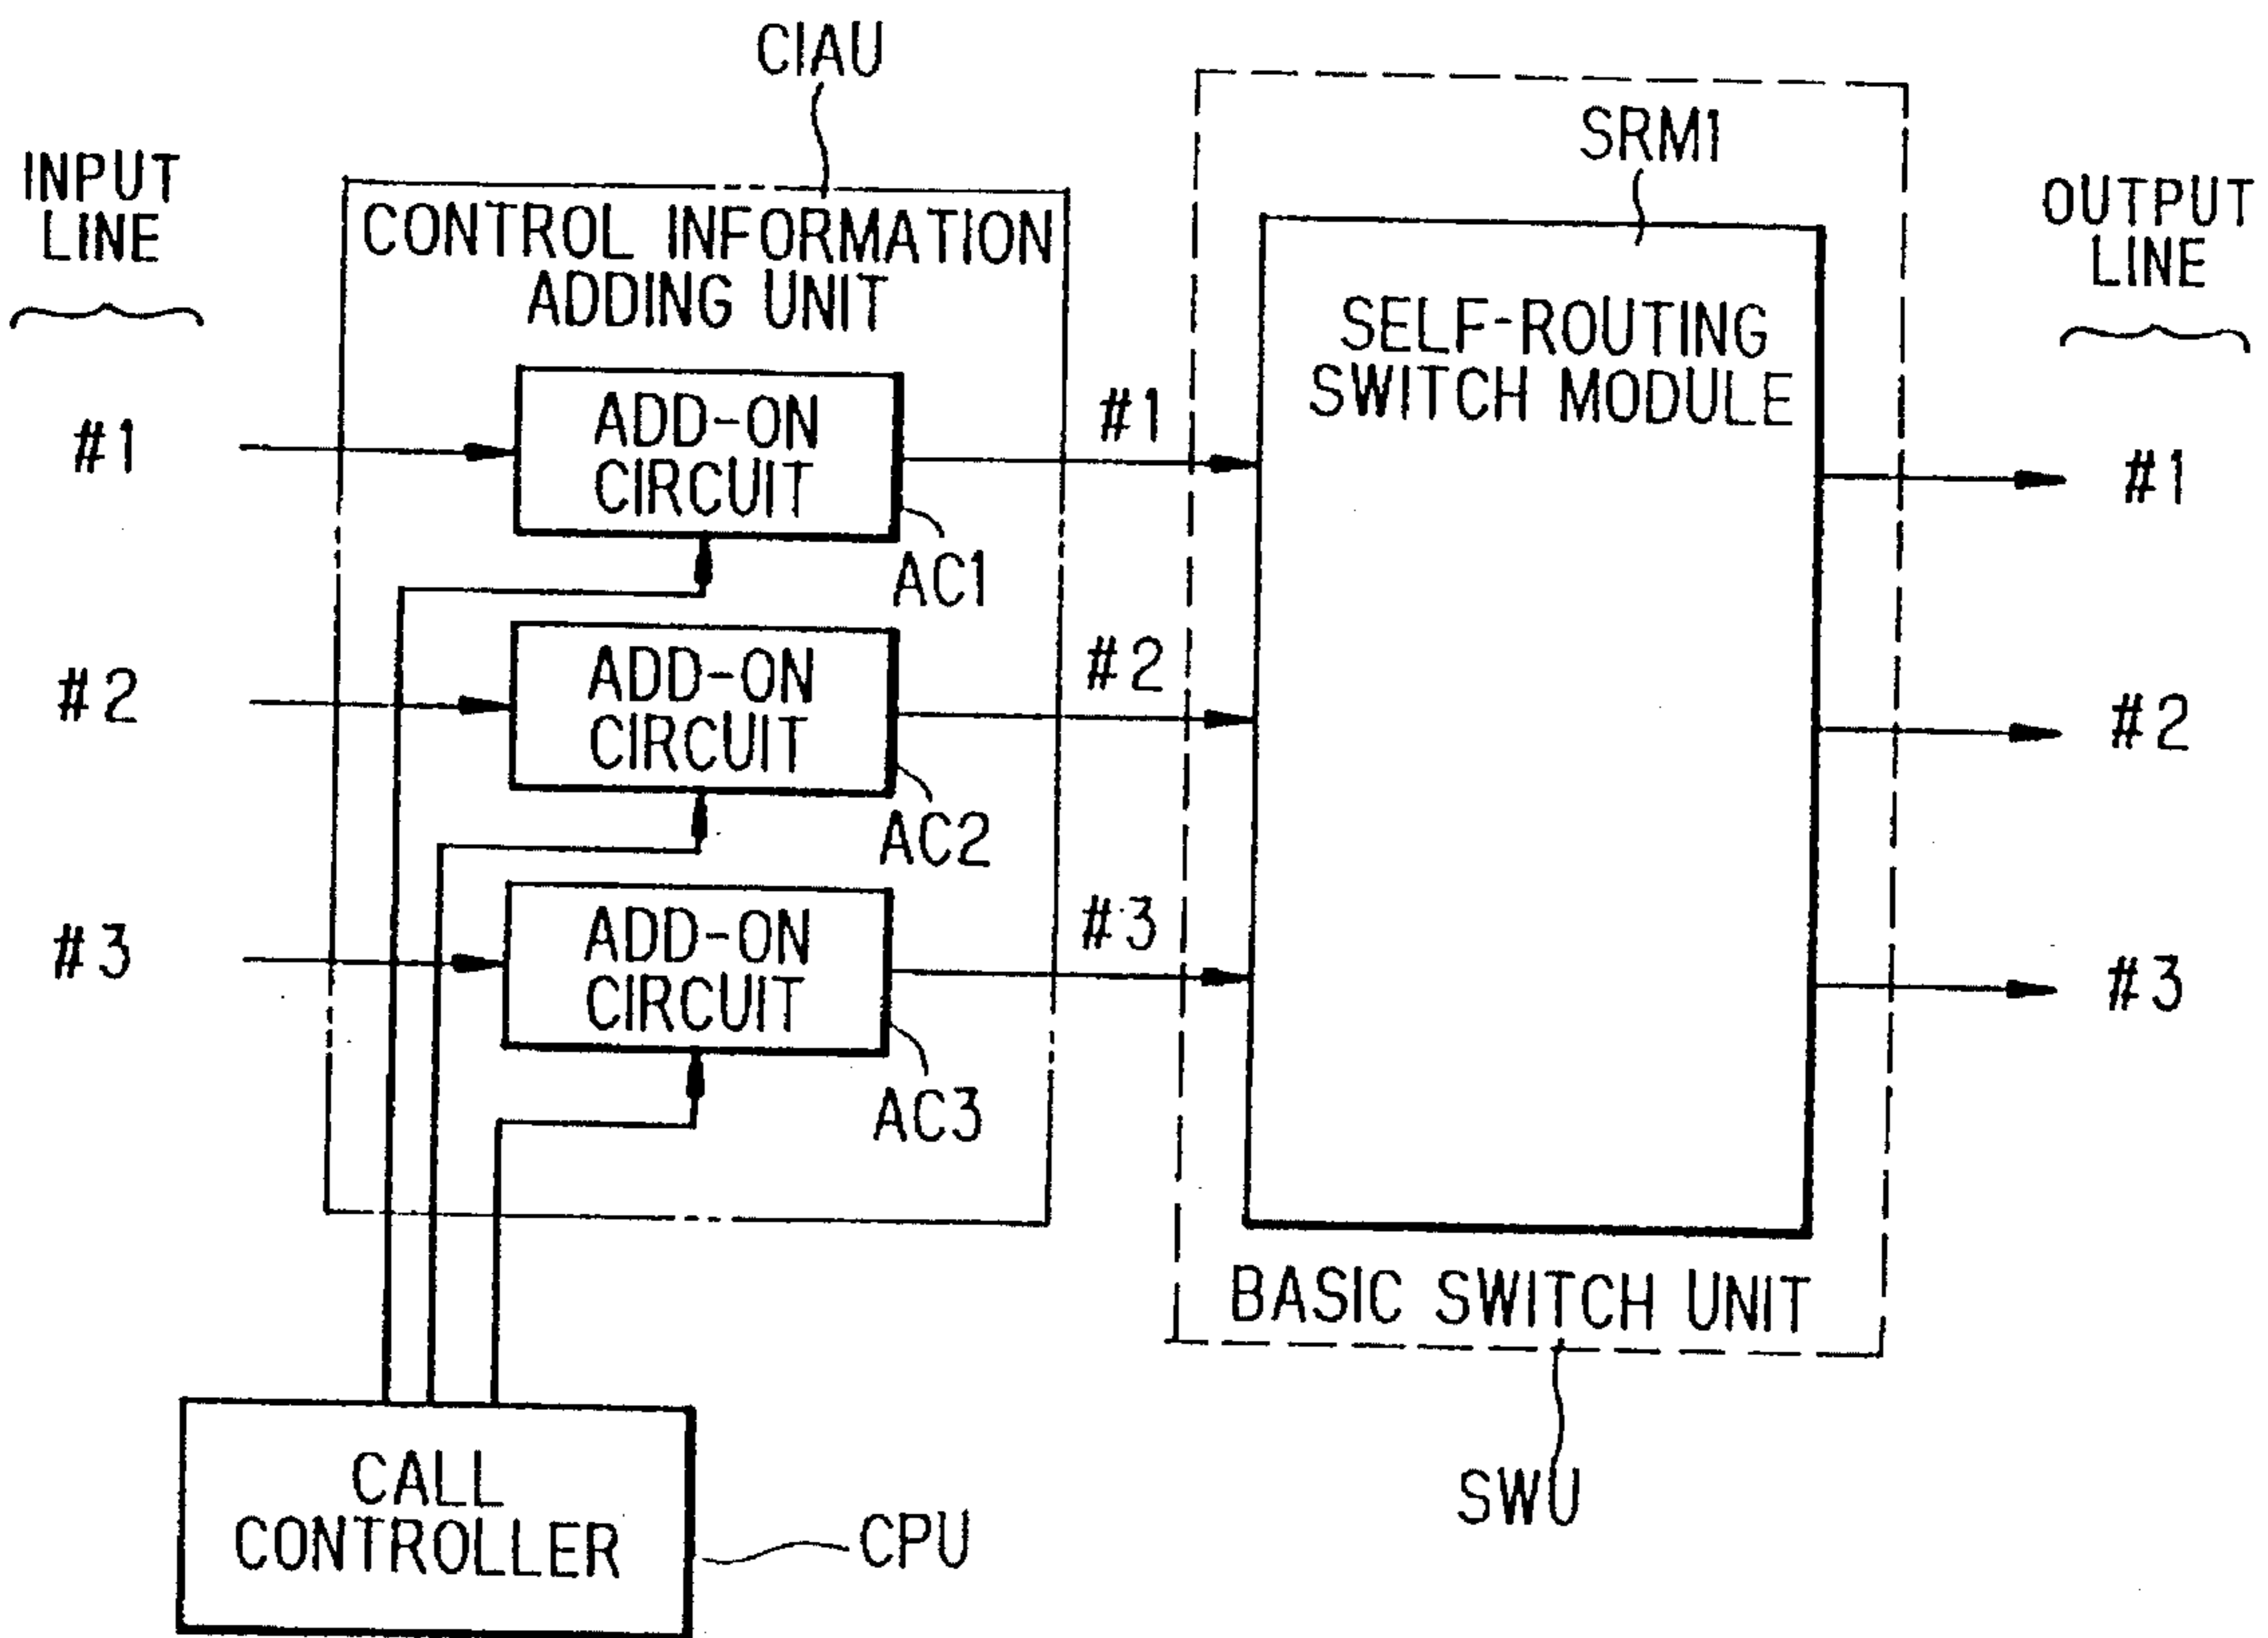 CIAU
SRM1
INPUT
LINE
OUTPUT
LINE
CONTROL INFORMATION
ADDING UNIT
SELF-ROUTING
SWITCH MODULE
#1
ADD-ON
CIRCUIT
#1
#1
AC1
#2
ADD-ON
CIRCUIT
#2
#2
AC2
#3
ADD-ON
CIRCUIT
#3
#3
AC3
BASIC SWITCH UNIT
SWU
CALL
CONTROLLER
CPU